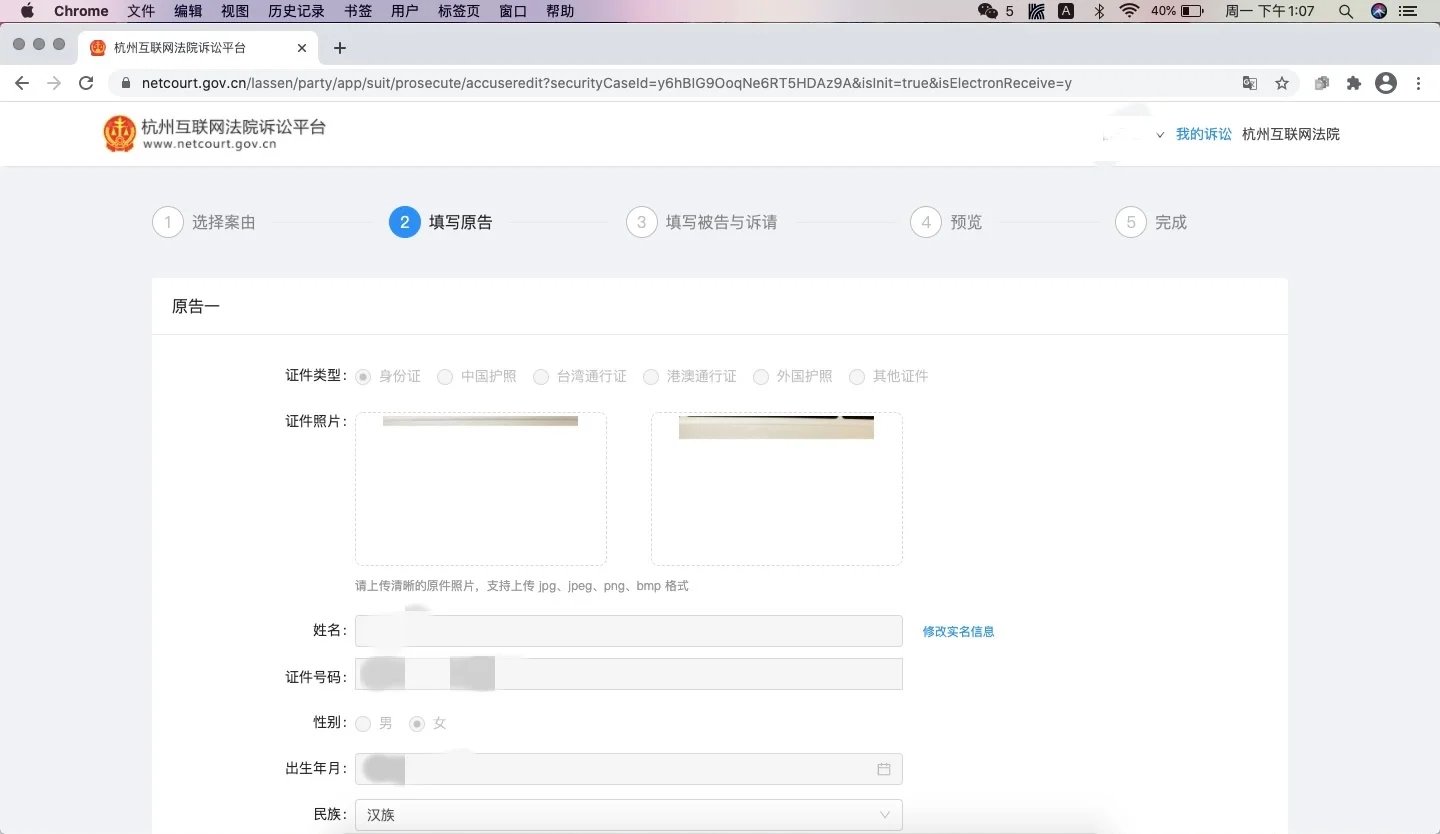 Chrome 文件 编辑 视图 历史记录 书签 用户 标签页 窗口 帮助 5 A 40% 周一 下午1:07
杭州互联网法院诉讼平台
netcourt.gov.cn/lassen/party/app/suit/prosecute/accuseredit?securityCaseId=y6hBIG9OoqNe6RT5HDAz9A&isInit=true&isElectronReceive=y
杭州互联网法院诉讼平台
www.netcourt.gov.cn
我的诉讼 杭州互联网法院
1 选择案由 2 填写原告 3 填写被告与诉请 4 预览 5 完成
原告一
证件类型: 身份证 中国护照 台湾通行证 港澳通行证 外国护照 其他证件
证件照片:
请上传清晰的原件照片，支持上传 jpg、jpeg、png、bmp 格式
姓名: 修改实名信息
证件号码:
性别: 男 女
出生年月:
民族: 汉族